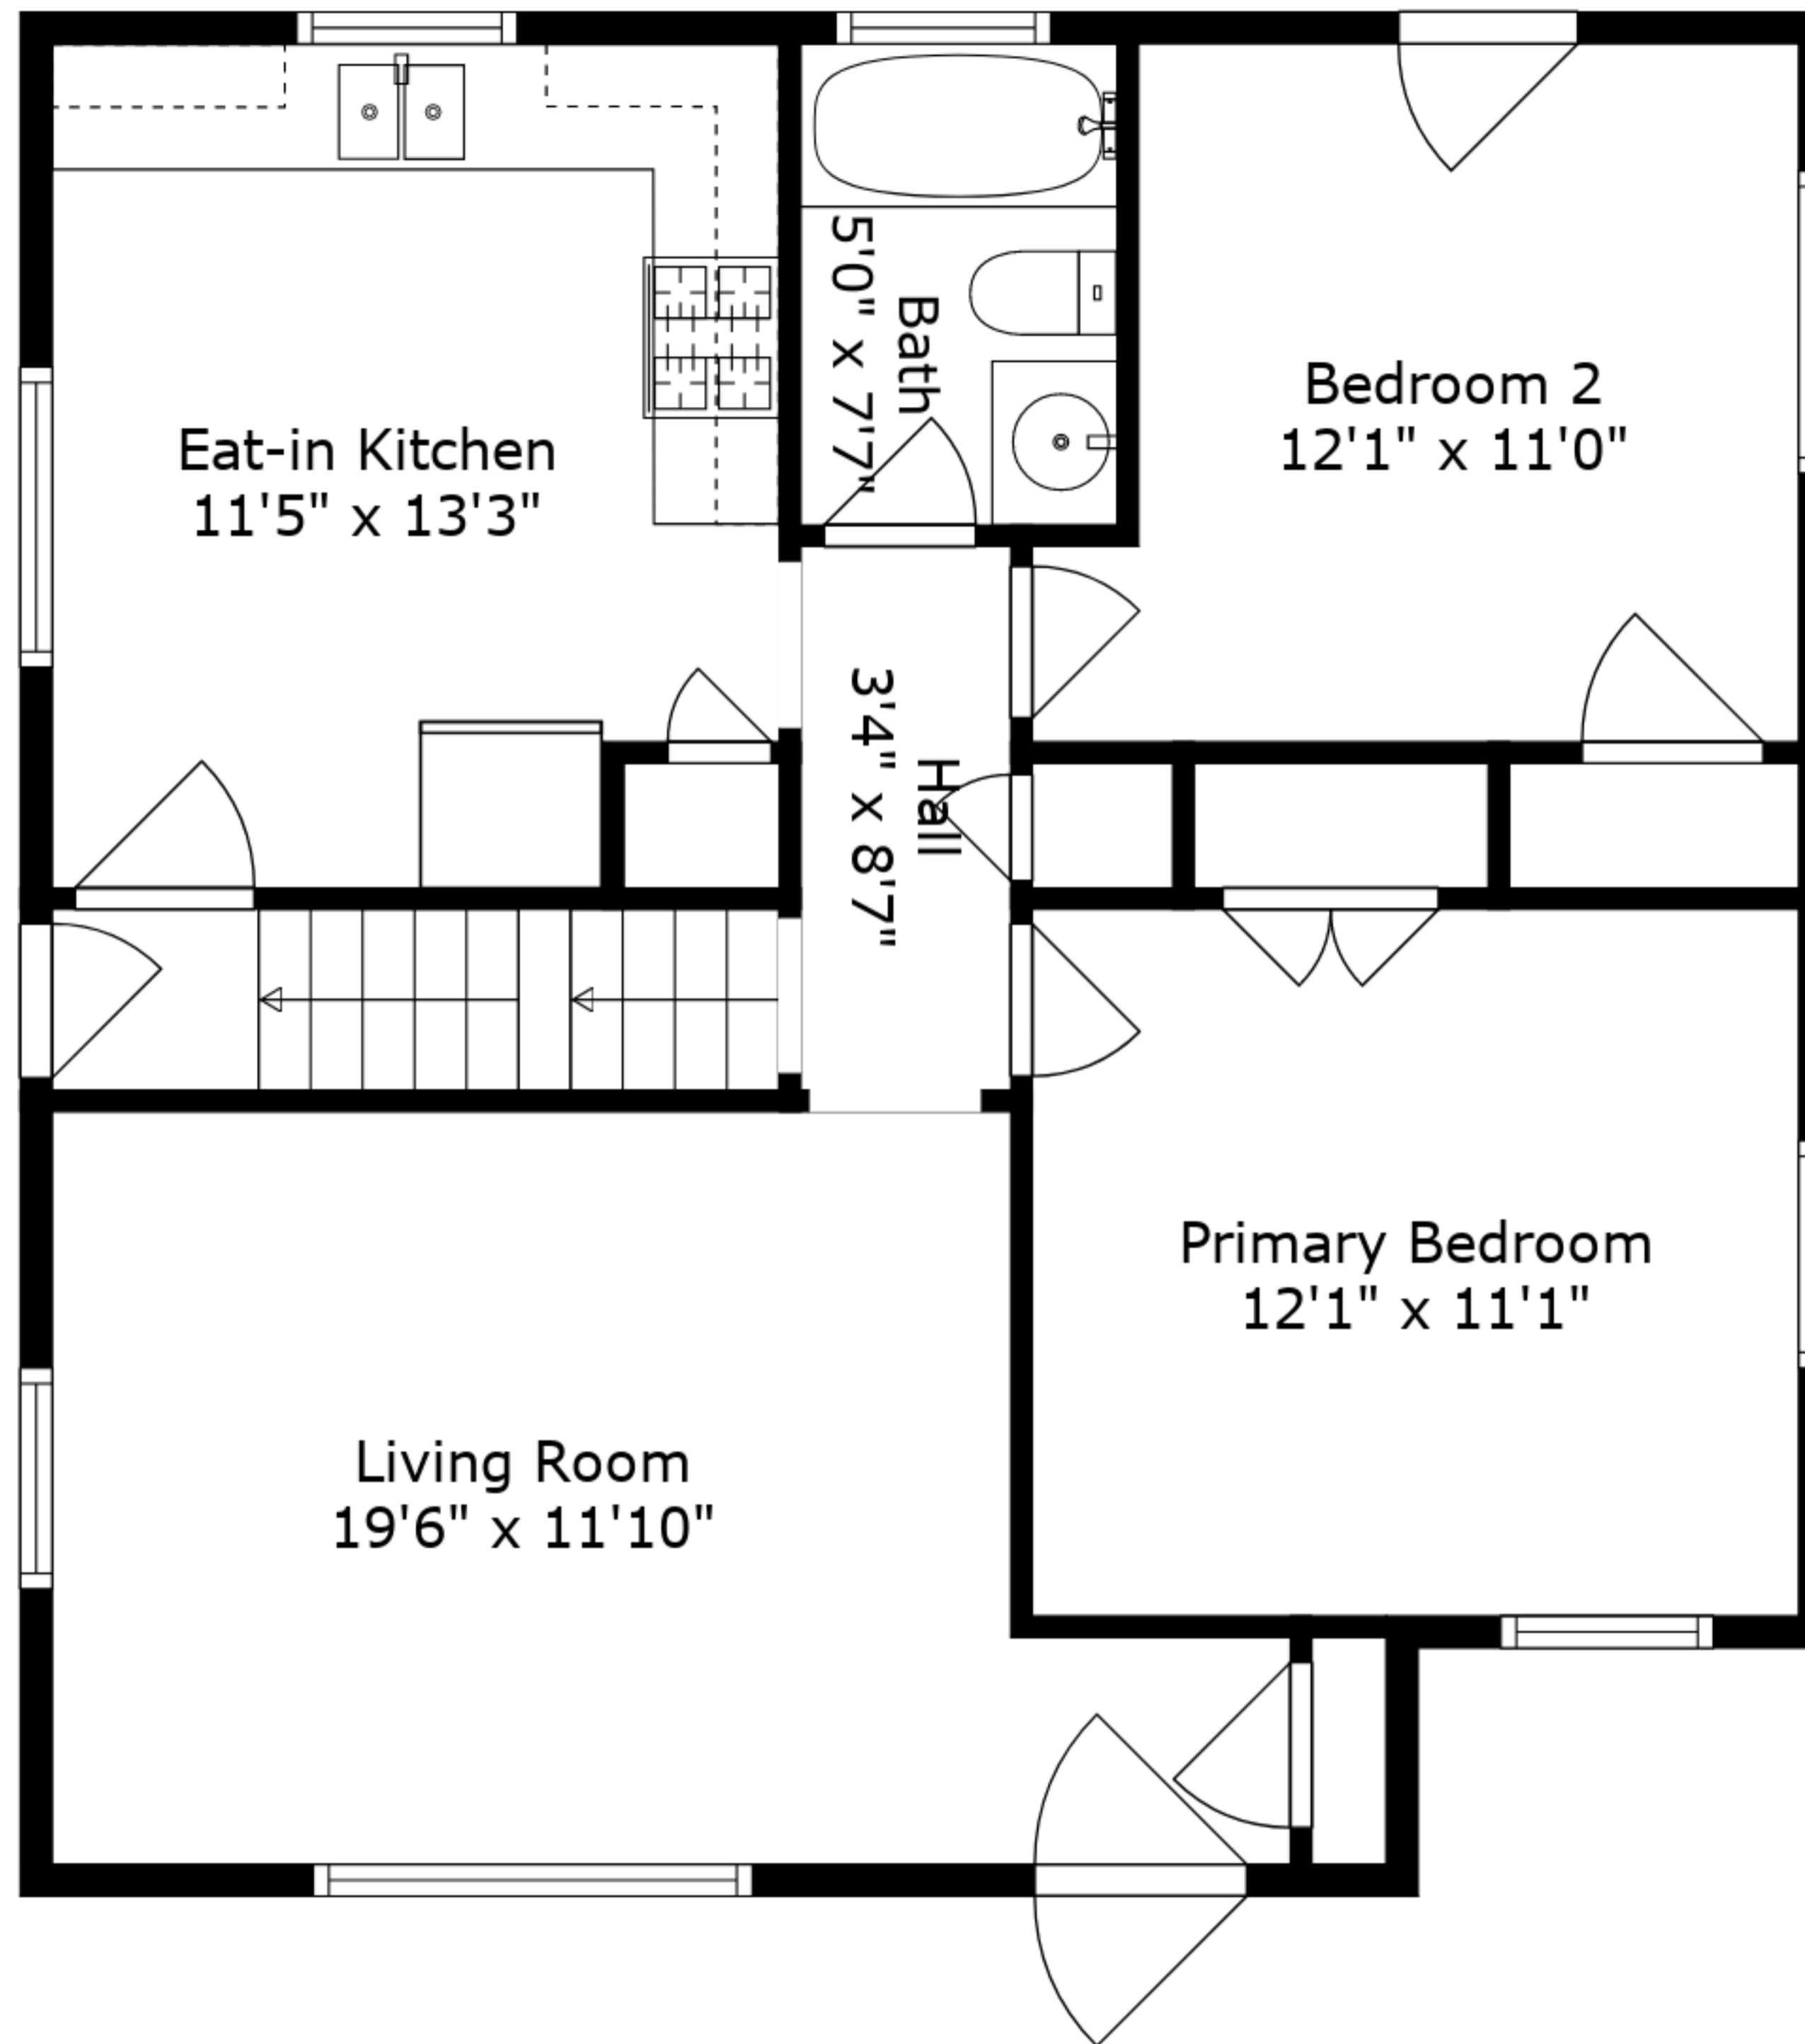 Bath
5'0" x 7'7"
Bedroom 2
12'1" x 11'0"
Eat-in Kitchen
11'5" x 13'3"
Hall
3'4" x 8'7"
Primary Bedroom
12'1" x 11'1"
Living Room
19'6" x 11'10"